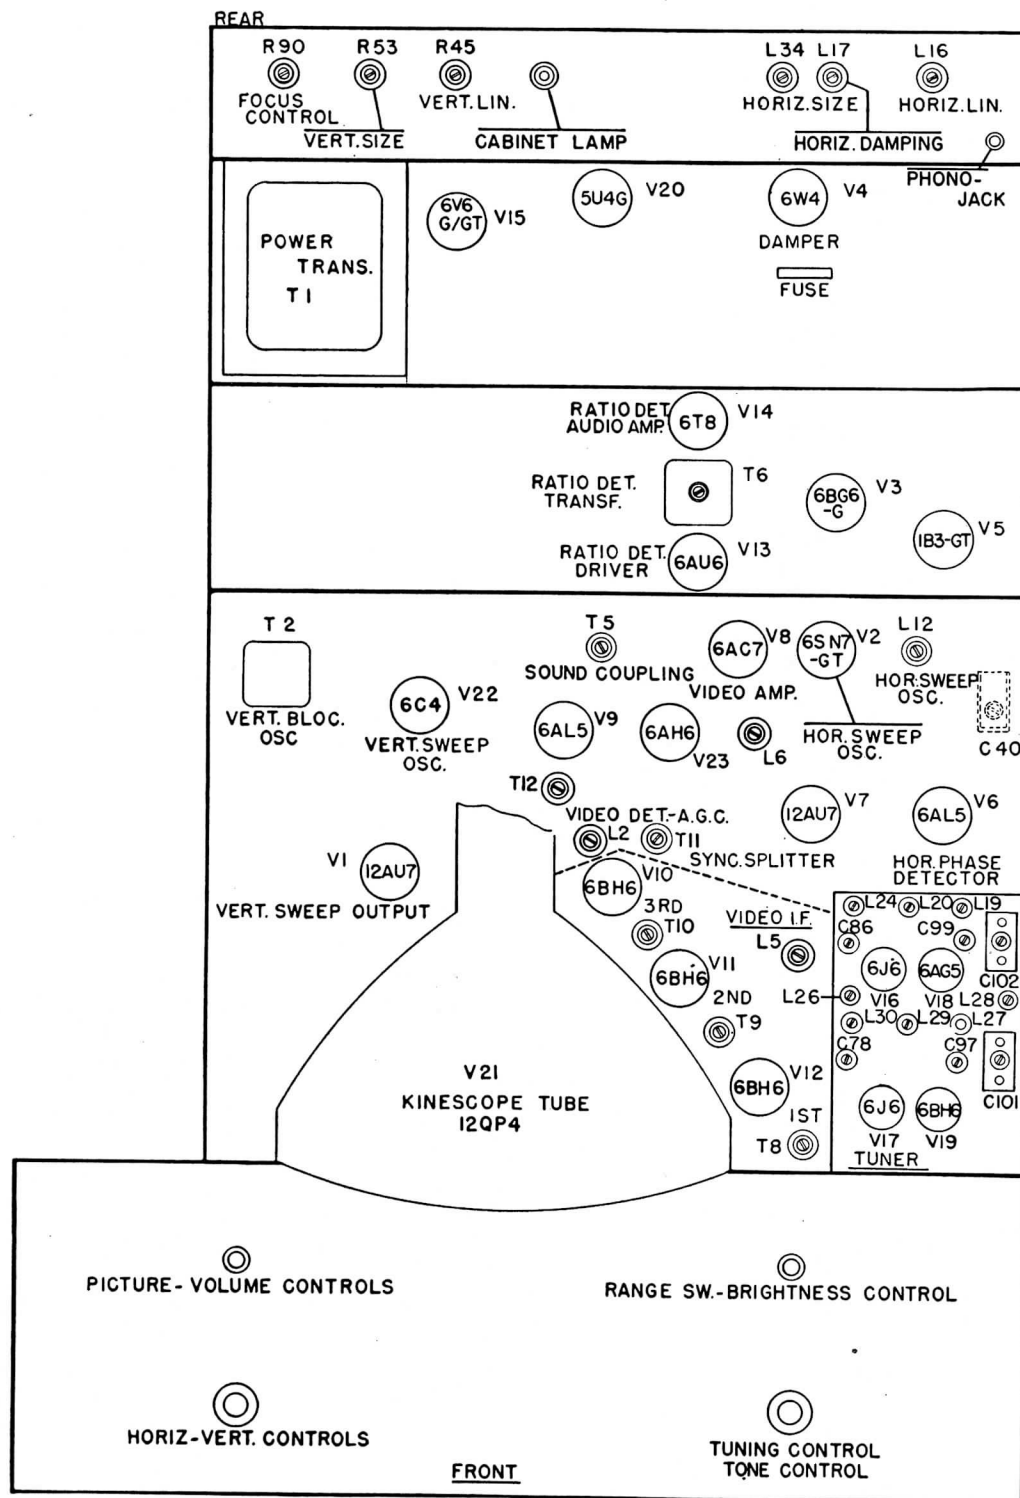 REAR
R90
R53
R45
L34
L17
L16
FOCUS
CONTROL
VERT. LIN.
HORIZ. SIZE
HORIZ. LIN.
VERT. SIZE
CABINET LAMP
HORIZ. DAMPING
PHONO-
JACK
POWER
TRANS.
T1
6V6
G/GT
V15
5U4G
V20
6W4
V4
DAMPER
FUSE
RATIO DET.
AUDIO AMP.
6T8
V14
RATIO DET.
TRANSF.
T6
6BG6
-G
V3
1B3-GT
V5
RATIO DET.
DRIVER
6AU6
V13
T2
VERT. BLOC.
OSC
6C4
V22
VERT. SWEEP
OSC.
T5
SOUND COUPLING
6AC7
V8
VIDEO AMP.
6SN7
-GT
V2
HOR. SWEEP
OSC.
L12
HOR. SWEEP
OSC.
C40
6AL5
V9
6AH6
V23
L6
T12
VIDEO DET.-A.G.C.
L2
T11
12AU7
V7
SYNC. SPLITTER
6AL5
V6
HOR. PHASE
DETECTOR
V1
12AU7
VERT. SWEEP OUTPUT
6BH6
V10
3RD
T10
VIDEO I.F.
L5
6BH6
V11
2ND
T9
6BH6
V12
1ST
T8
L24
L20
L19
C86
C99
6J6
V16
6AG5
V18
C102
L26
L28
L30
L29
L27
C78
C97
C101
6J6
V17
6BH6
V19
TUNER
V21
KINESCOPE TUBE
12QP4
PICTURE-VOLUME CONTROLS
RANGE SW.-BRIGHTNESS CONTROL
HORIZ-VERT. CONTROLS
TUNING CONTROL
TONE CONTROL
FRONT